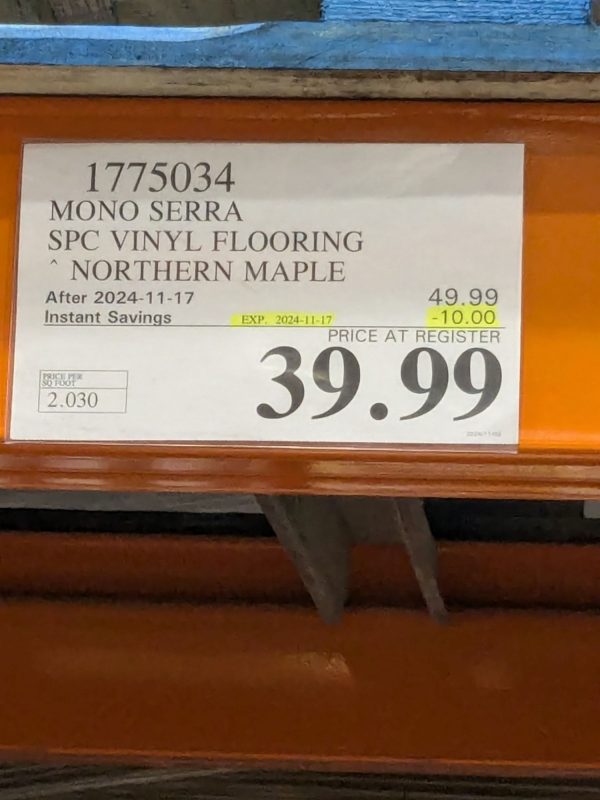 1775034
MONO SERRA
SPC VINYL FLOORING
^ NORTHERN MAPLE
After 2024-11-17 49.99
Instant Savings EXP. 2024-11-17 -10.00
PRICE AT REGISTER
39.99
PRICE PER
SQ FOOT
2.030